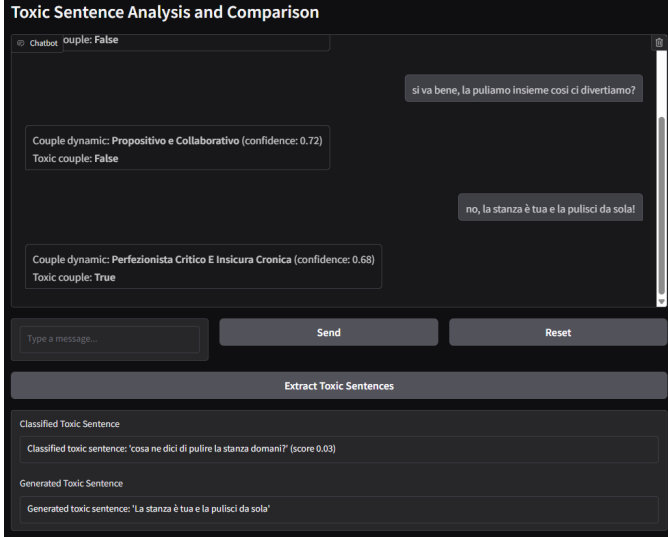 Toxic Sentence Analysis and Comparison
Chatbot
ouple: False
si va bene, la puliamo insieme cosi ci divertiamo?
Couple dynamic: Propositivo e Collaborativo (confidence: 0.72)
Toxic couple: False
no, la stanza è tua e la pulisci da sola!
Couple dynamic: Perfezionista Critico E Insicura Cronica (confidence: 0.68)
Toxic couple: True
Type a message...
Send
Reset
Extract Toxic Sentences
Classified Toxic Sentence
Classified toxic sentence: 'cosa ne dici di pulire la stanza domani?' (score 0.03)
Generated Toxic Sentence
Generated toxic sentence: 'La stanza è tua e la pulisci da sola'